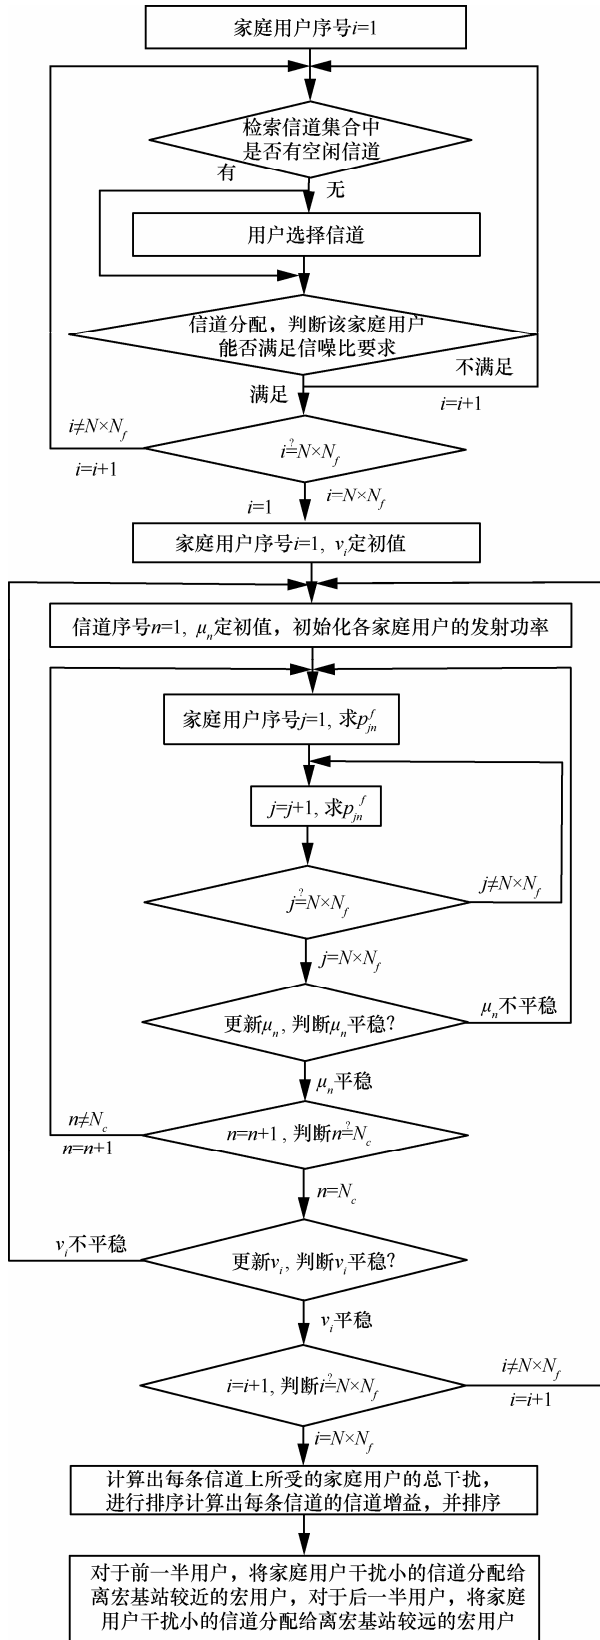 家庭用户序号i=1
检索信道集合中
是否有空闲信道
有
无
用户选择信道
信道分配，判断该家庭用户
能否满足信噪比要求
不满足
满足
i=i+1
i≠N×N_f
i≟N×N_f
i=i+1
i=N×N_f
i=1
家庭用户序号i=1, v_i定初值
信道序号n=1, μ_n定初值，初始化各家庭用户的发射功率
家庭用户序号j=1, 求p_{jn}^f
j=j+1, 求p_{jn}^f
j≠N×N_f
j≟N×N_f
j=N×N_f
μ_n不平稳
更新μ_n, 判断μ_n平稳?
μ_n平稳
n≠N_c
n=n+1, 判断n≟N_c
n=n+1
n=N_c
v_i不平稳
更新v_i, 判断v_i平稳?
v_i平稳
i≠N×N_f
i=i+1, 判断i≟N×N_f
i=i+1
i=N×N_f
计算出每条信道上所受的家庭用户的总干扰，
进行排序计算出每条信道的信道增益，并排序
对于前一半用户，将家庭用户干扰小的信道分配给
离宏基站较近的宏用户，对于后一半用户，将家庭
用户干扰小的信道分配给离宏基站较远的宏用户